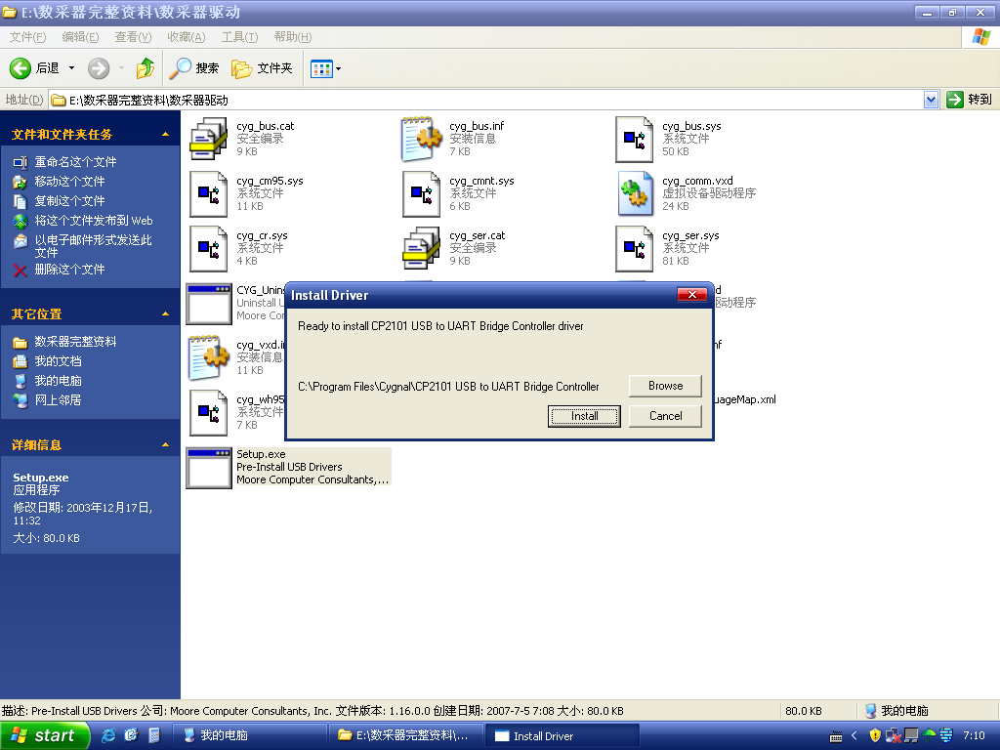 E:\数采器完整资料\数采器驱动
文件(F) 编辑(E) 查看(V) 收藏(A) 工具(T) 帮助(H)
后退 搜索 文件夹
地址(D) E:\数采器完整资料\数采器驱动 转到
文件和文件夹任务
重命名这个文件
移动这个文件
复制这个文件
将这个文件发布到 Web
以电子邮件形式发送此
文件
删除这个文件
其它位置
数采器完整资料
我的文档
我的电脑
网上邻居
详细信息
Setup.exe
应用程序
修改日期: 2003年12月17日,
11:32
大小: 80.0 KB
cyg_bus.cat
安全编录
9 KB
cyg_bus.inf
安装信息
7 KB
cyg_bus.sys
系统文件
50 KB
cyg_cm95.sys
系统文件
11 KB
cyg_cmnt.sys
系统文件
6 KB
cyg_comm.vxd
虚拟设备驱动程序
24 KB
cyg_cr.sys
系统文件
4 KB
cyg_ser.cat
安全编录
9 KB
cyg_ser.sys
系统文件
81 KB
CYG_Unins
Uninstall U
Moore Con
d
驱动程序
cyg_vxd.in
安装信息
11 KB
nf
cyg_wh95
系统文件
7 KB
uageMap.xml
Setup.exe
Pre-Install USB Drivers
Moore Computer Consultants,...
Install Driver
Ready to install CP2101 USB to UART Bridge Controller driver
C:\Program Files\Cygnal\CP2101 USB to UART Bridge Controller
Browse
Install
Cancel
描述: Pre-Install USB Drivers 公司: Moore Computer Consultants, Inc. 文件版本: 1.16.0.0 创建日期: 2007-7-5 7:08 大小: 80.0 KB 80.0 KB 我的电脑
start 我的电脑 E:\数采器完整资料\... Install Driver 7:10